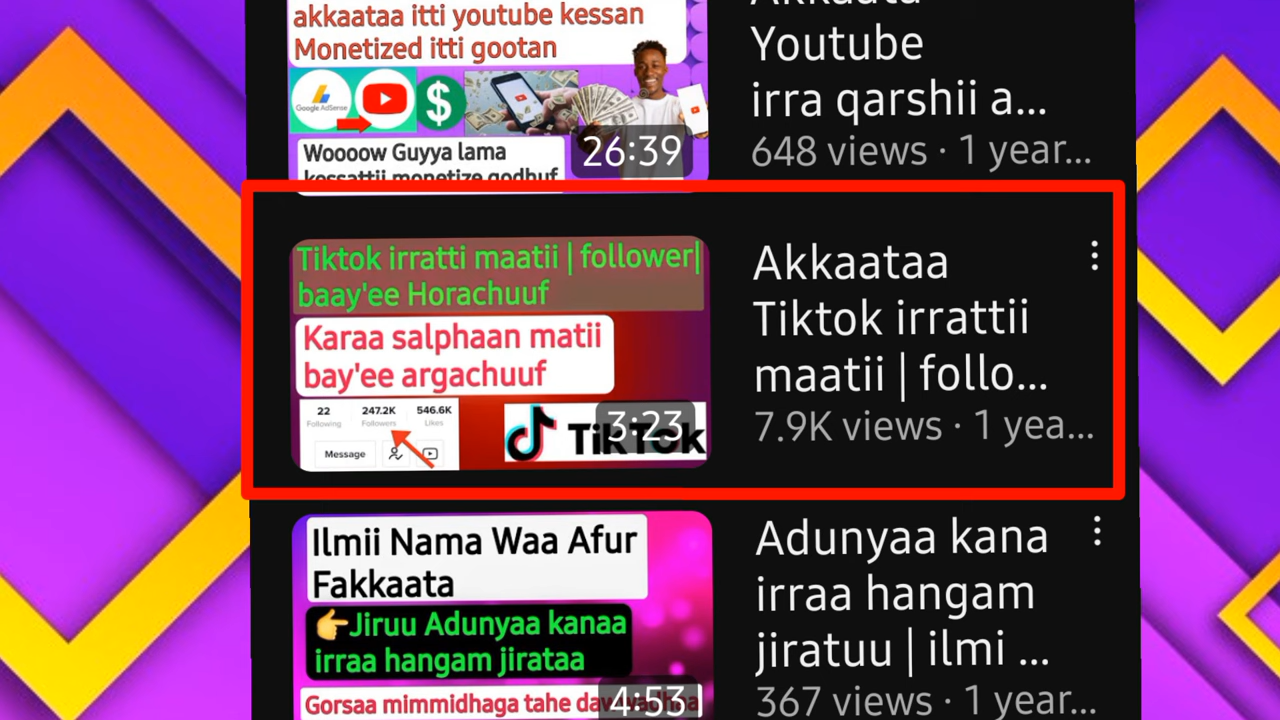 akkaataa itti youtube kessan
Monetized itti gootan
Google AdSense
$
Woooow Guyya lama
kessattii monetize godhuf
26:39
Akkaata
Youtube
irra qarshii a...
648 views · 1 year...
Tiktok irratti maatii | follower|
baay'ee Horachuuf
Karaa salphaan matii
bay'ee argachuuf
22 247.2K 546.6K
Following Followers Likes
Message
TikTok
3:23
Akkaataa
Tiktok irrattii
maatii | follo...
7.9K views · 1 yea...
Ilmii Nama Waa Afur
Fakkaata
👉Jiruu Adunyaa kanaa
irraa hangam jirataa
Gorsaa mimmidhaga tahe
4:53
Adunyaa kana
irraa hangam
jiratuu | ilmi ...
367 views · 1 year...